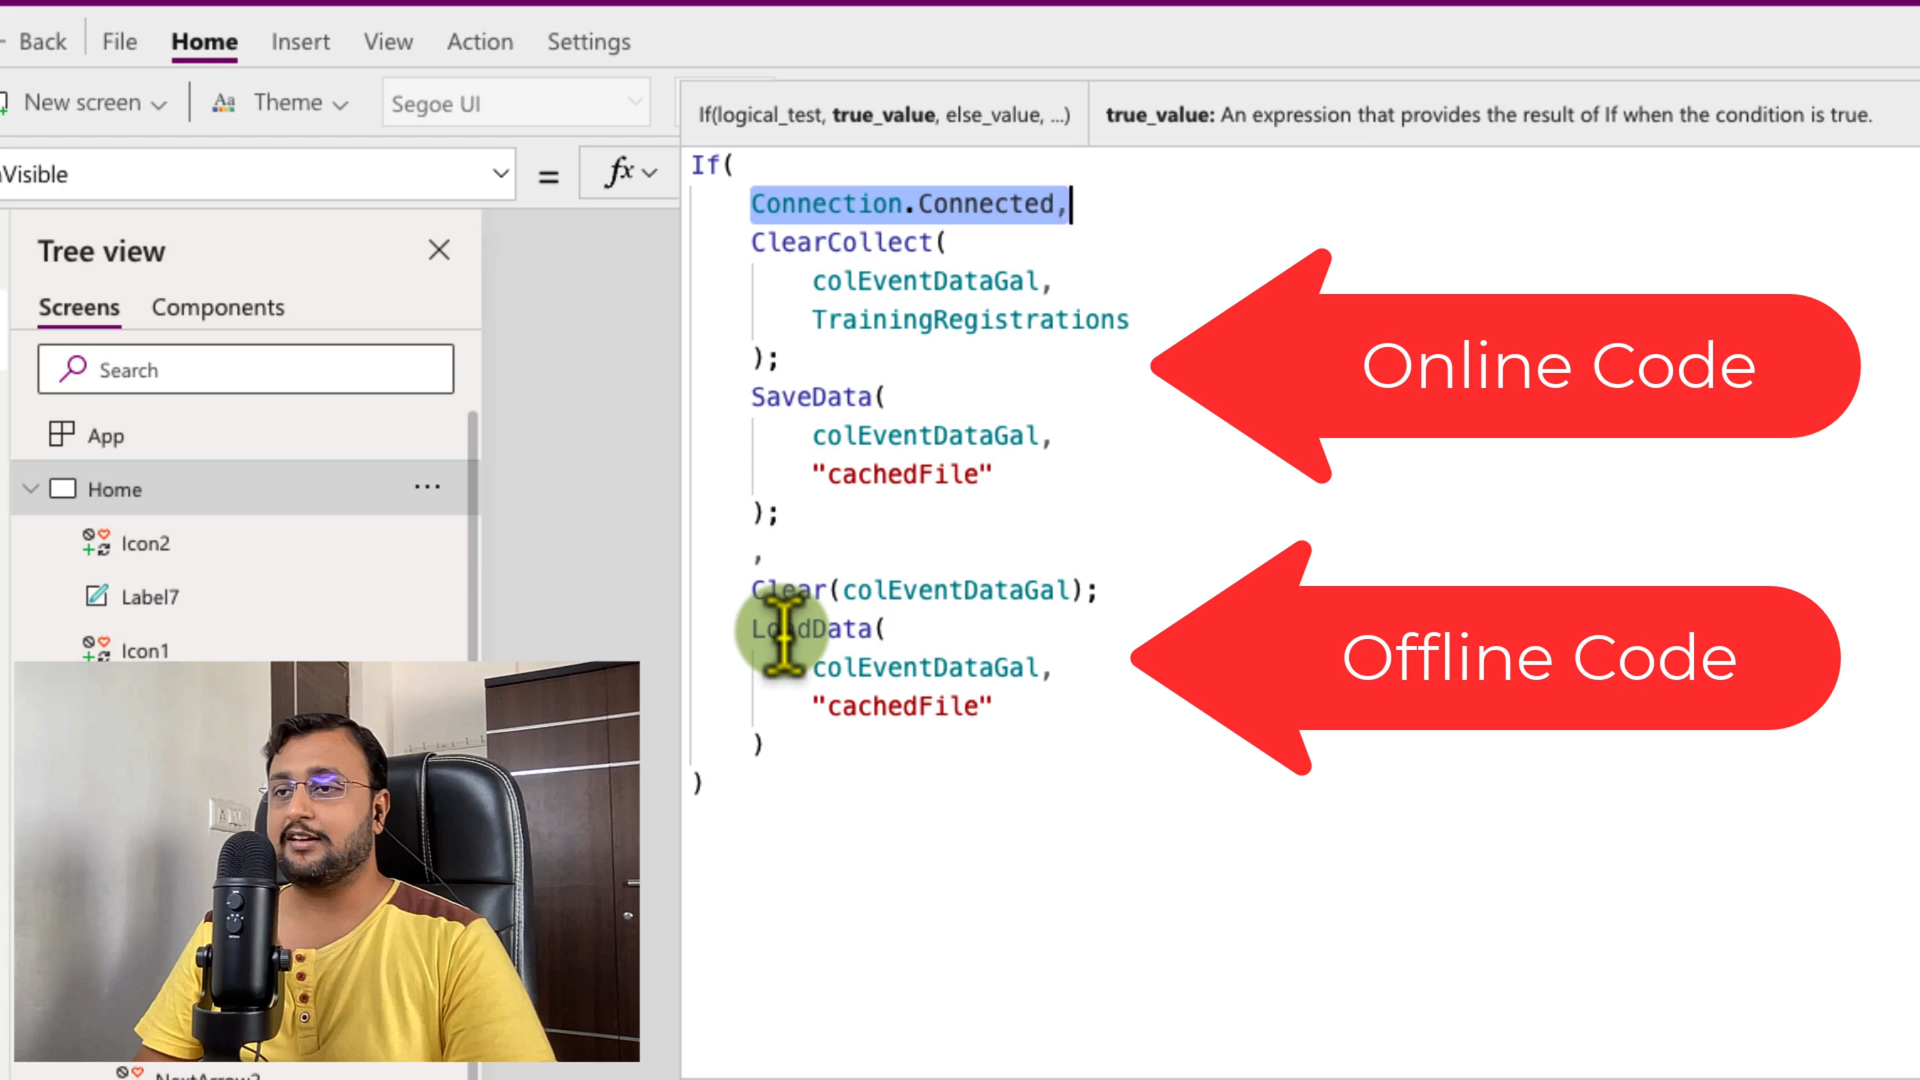 Back File Home Insert View Action Settings
New screen Theme Segoe UI
If(logical_test, true_value, else_value, ...) true_value: An expression that provides the result of If when the condition is true.
Visible = fx
If(
Connection.Connected,
ClearCollect(
colEventDataGal,
TrainingRegistrations
);
SaveData(
colEventDataGal,
"cachedFile"
);
,
Clear(colEventDataGal);
LoadData(
colEventDataGal,
"cachedFile"
)
)
Online Code
Offline Code
Tree view
Screens Components
Search
App
Home ...
Icon2
Label7
Icon1